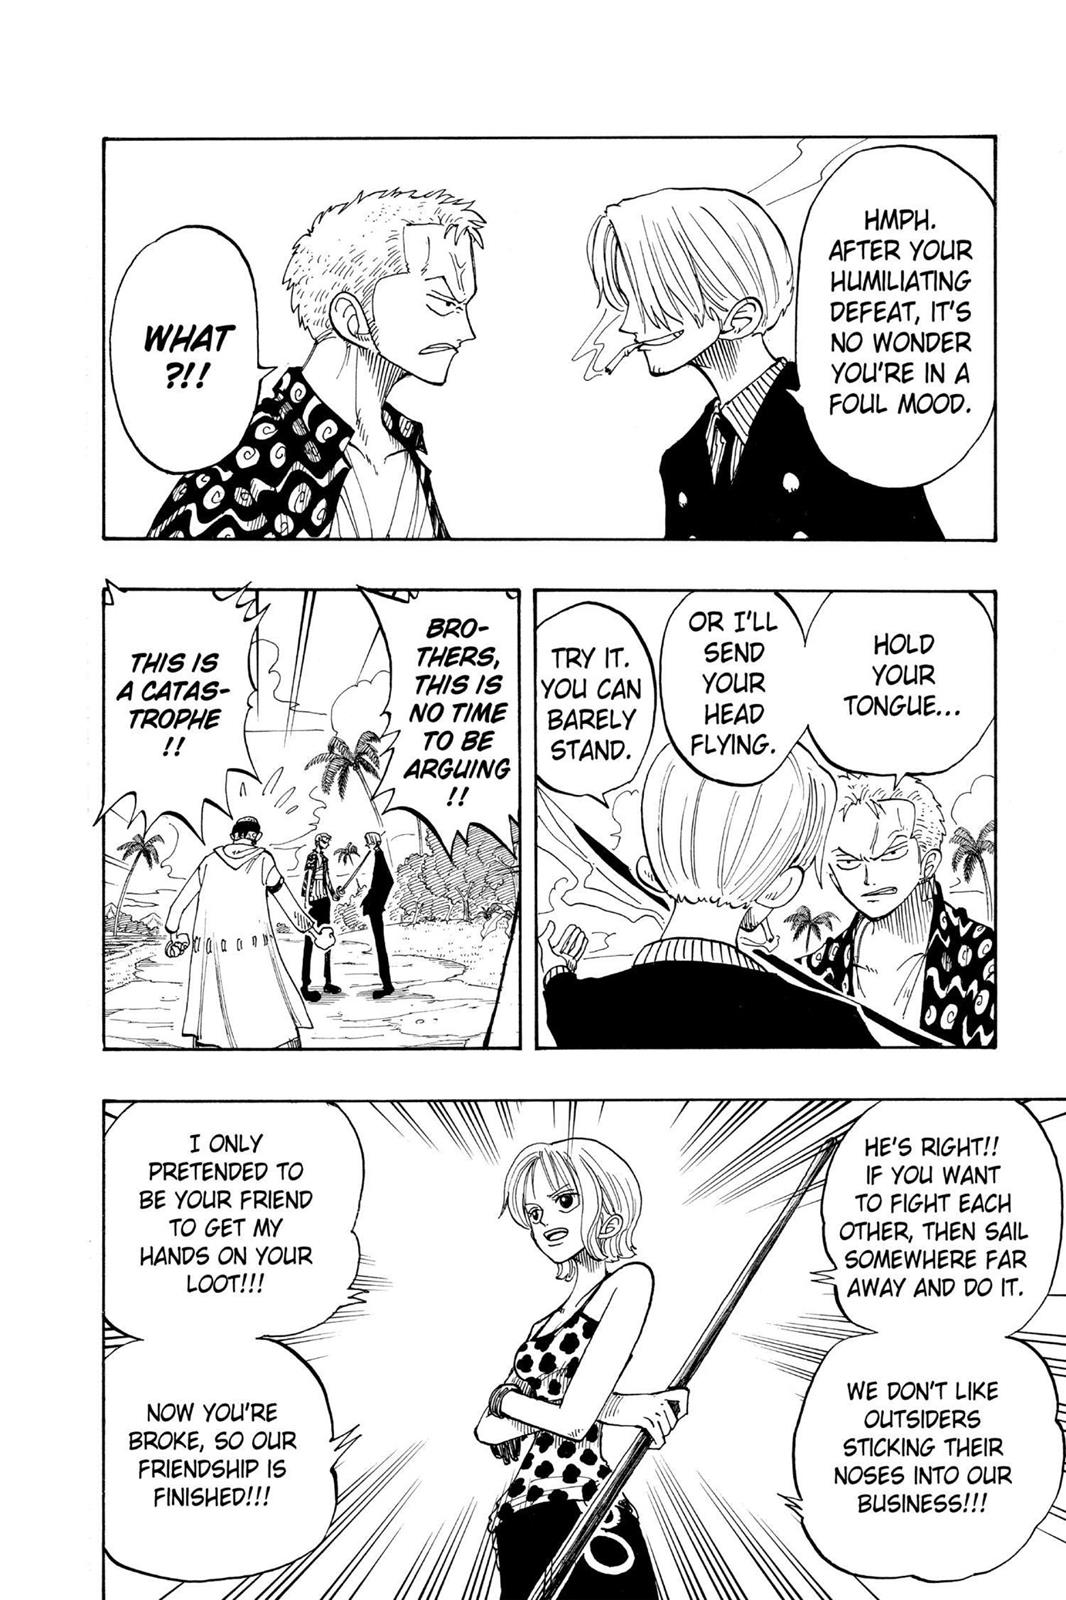 HMPH.
AFTER YOUR
HUMILIATING
DEFEAT, IT'S
NO WONDER
YOU'RE IN A
FOUL MOOD.
WHAT
?!!
HOLD
YOUR
TONGUE...
OR I'LL
SEND
YOUR
HEAD
FLYING.
TRY IT.
YOU CAN
BARELY
STAND.
BRO-
THERS,
THIS IS
NO TIME
TO BE
ARGUING
!!
THIS IS
A CATAS-
TROPHE
!!
HE'S RIGHT!!
IF YOU WANT
TO FIGHT EACH
OTHER, THEN SAIL
SOMEWHERE FAR
AWAY AND DO IT.
WE DON'T LIKE
OUTSIDERS
STICKING THEIR
NOSES INTO OUR
BUSINESS!!!
I ONLY
PRETENDED TO
BE YOUR FRIEND
TO GET MY
HANDS ON YOUR
LOOT!!!
NOW YOU'RE
BROKE, SO OUR
FRIENDSHIP IS
FINISHED!!!